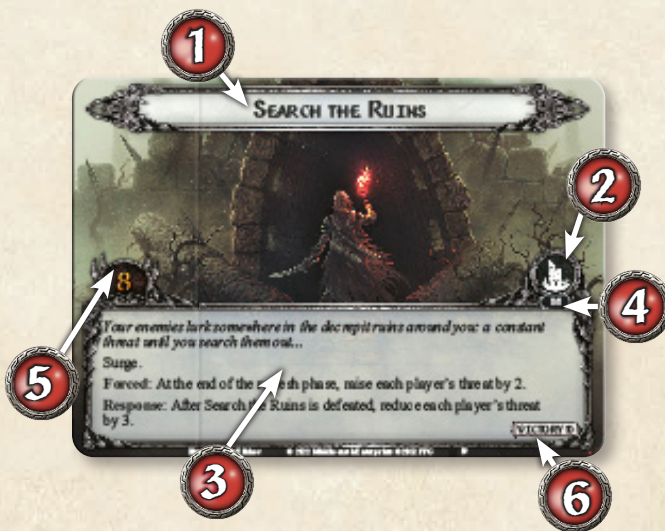 1
SEARCH THE RUINS
2
8
4
5
Your enemies lurk somewhere in the decrepit ruins around you: a constant
threat until you search them out...
Surge.
Forced: At the end of the phase, raise each player's threat by 2.
Response: After Search the Ruins is defeated, reduce each player's threat
by 3.
VICTORY
3
6